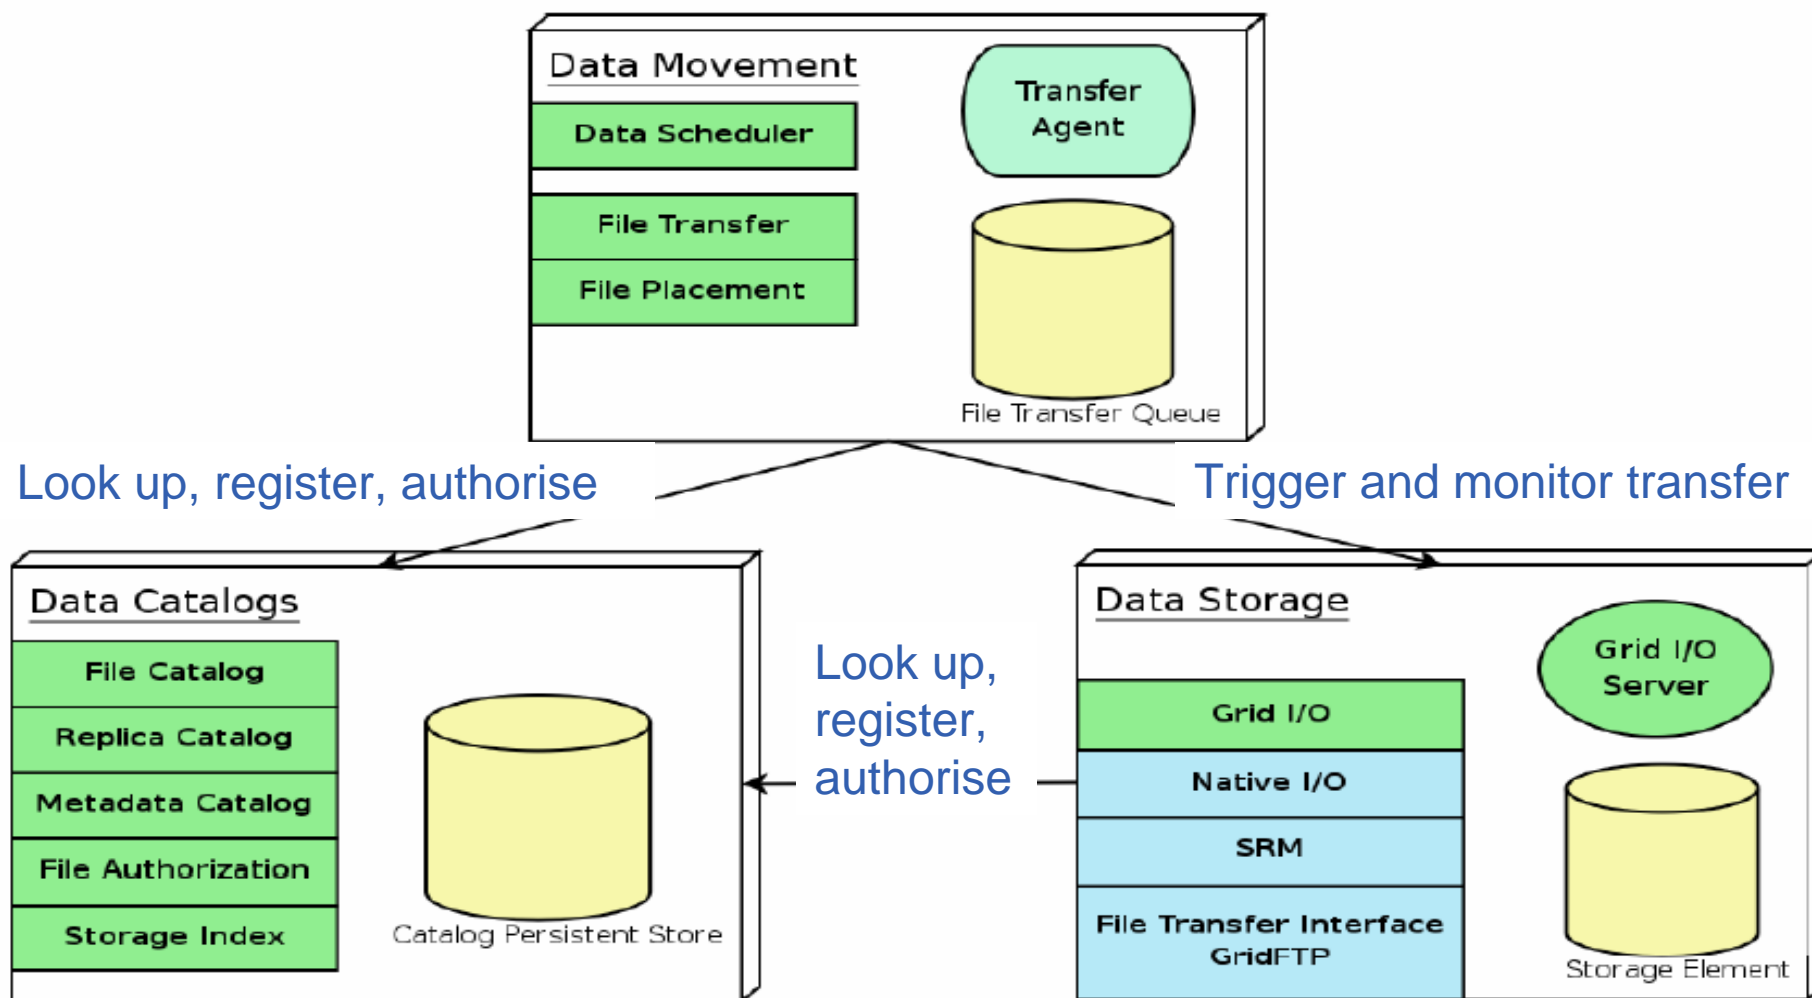 Data Movement
Data Scheduler
File Transfer
File Placement
Transfer
Agent
File Transfer Queue
Look up, register, authorise
Trigger and monitor transfer
Data Catalogs
File Catalog
Replica Catalog
Metadata Catalog
File Authorization
Storage Index
Catalog Persistent Store
Look up,
register,
authorise
Data Storage
Grid I/O
Native I/O
SRM
File Transfer Interface
GridFTP
Grid I/O
Server
Storage Element